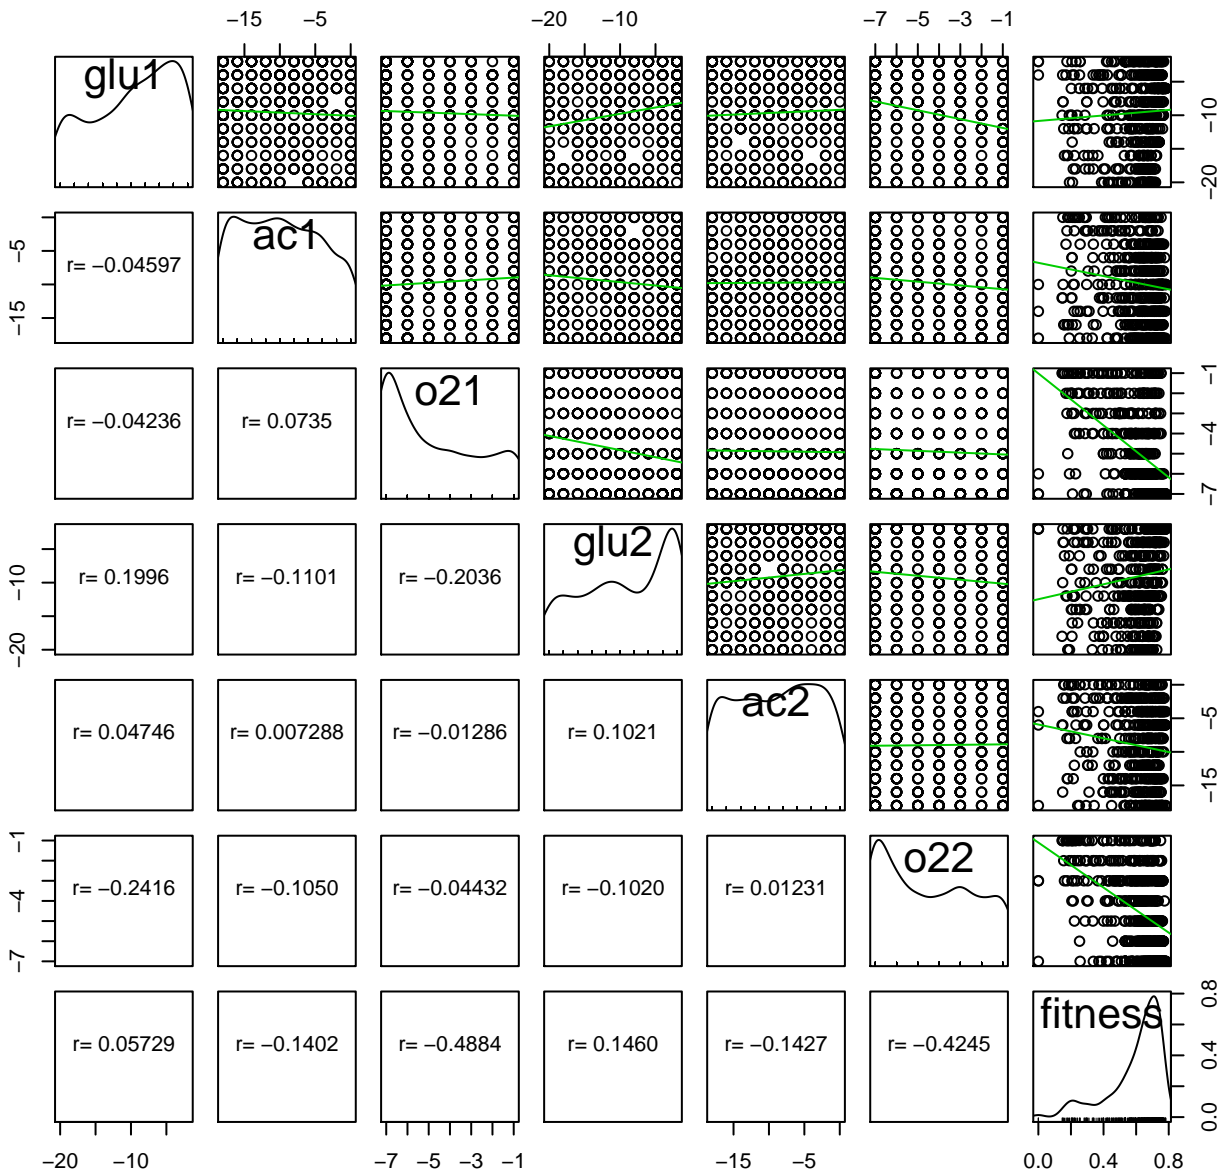 −15 −5 −20 −10 −7 −5 −3 −1
glu1
−20 −10
−15 −5
r= −0.04597
ac1
r= −0.04236
r= 0.0735
o21
−7 −4 −1
−20 −10
r= 0.1996
r= −0.1101
r= −0.2036
glu2
r= 0.04746
r= 0.007288
r= −0.01286
r= 0.1021
ac2
−15 −5
−7 −4 −1
r= −0.2416
r= −0.1050
r= −0.04432
r= −0.1020
r= 0.01231
o22
r= 0.05729
r= −0.1402
r= −0.4884
r= 0.1460
r= −0.1427
r= −0.4245
fitness
0.0 0.4 0.8
−20 −10 −7 −5 −3 −1 −15 −5 0.0 0.4 0.8